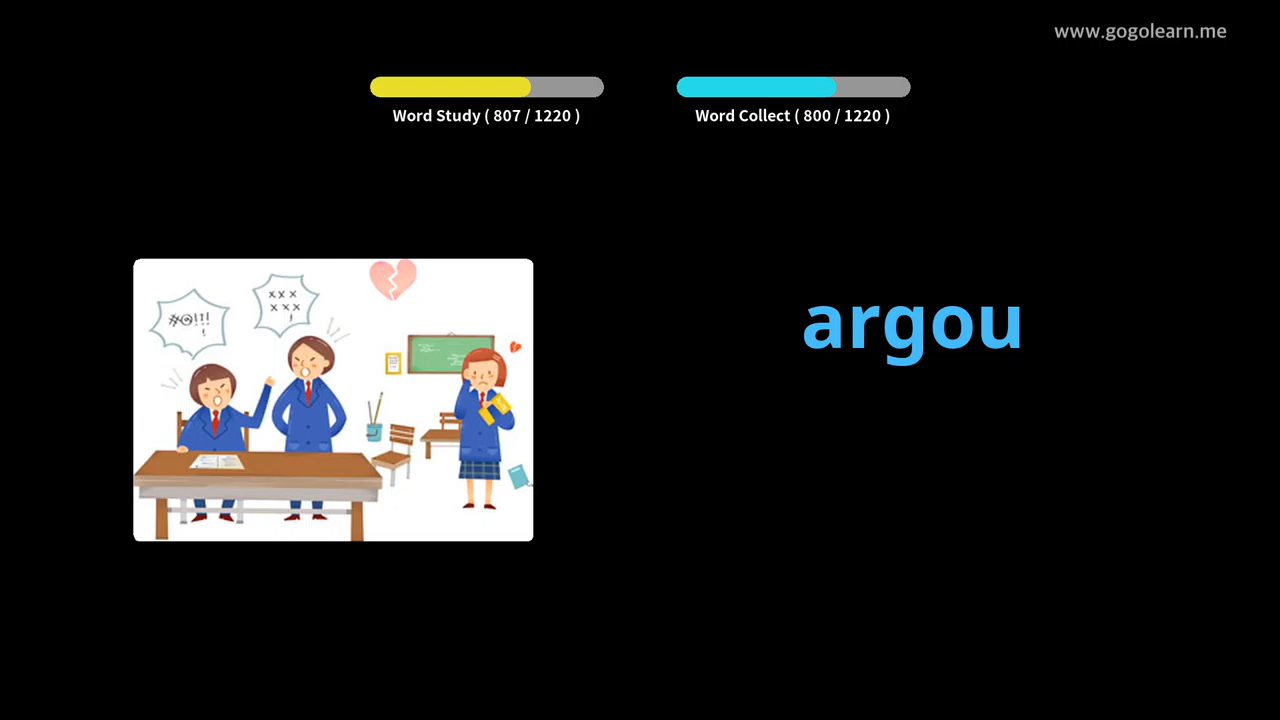 www.gogolearn.me
Word Study ( 807 / 1220 )
Word Collect ( 800 / 1220 )
#@!?!
!
x x x
x x x
!
argou